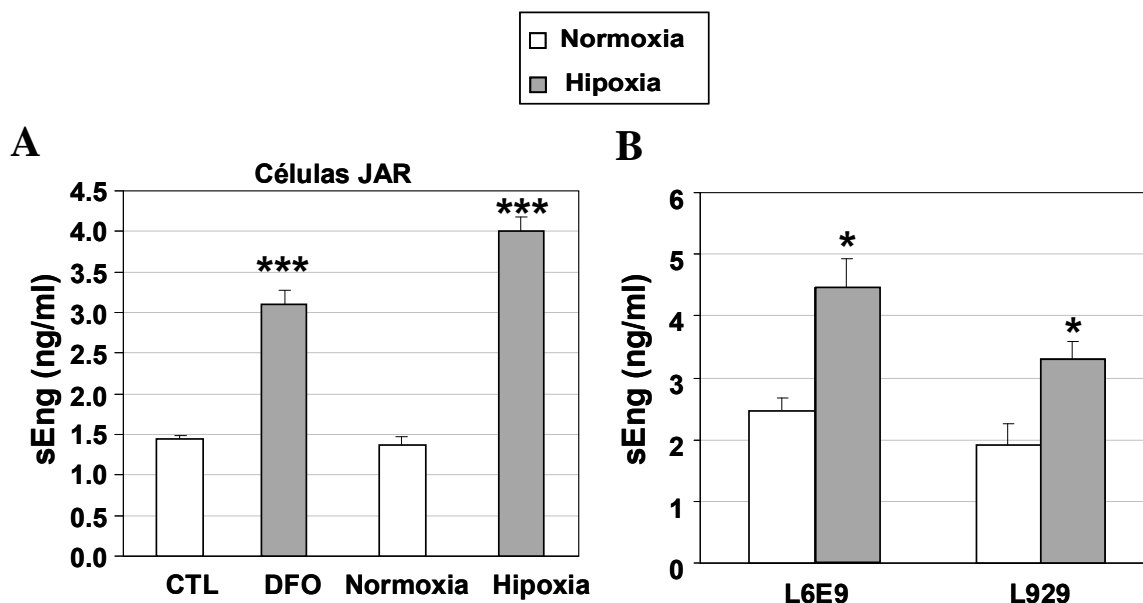 Normoxia
Hipoxia
A
Células JAR
sEng (ng/ml)
4.5
4.0
3.5
3.0
2.5
2.0
1.5
1.0
0.5
0.0
***
***
CTL DFO Normoxia Hipoxia
B
sEng (ng/ml)
6
5
4
3
2
1
0
*
*
L6E9 L929